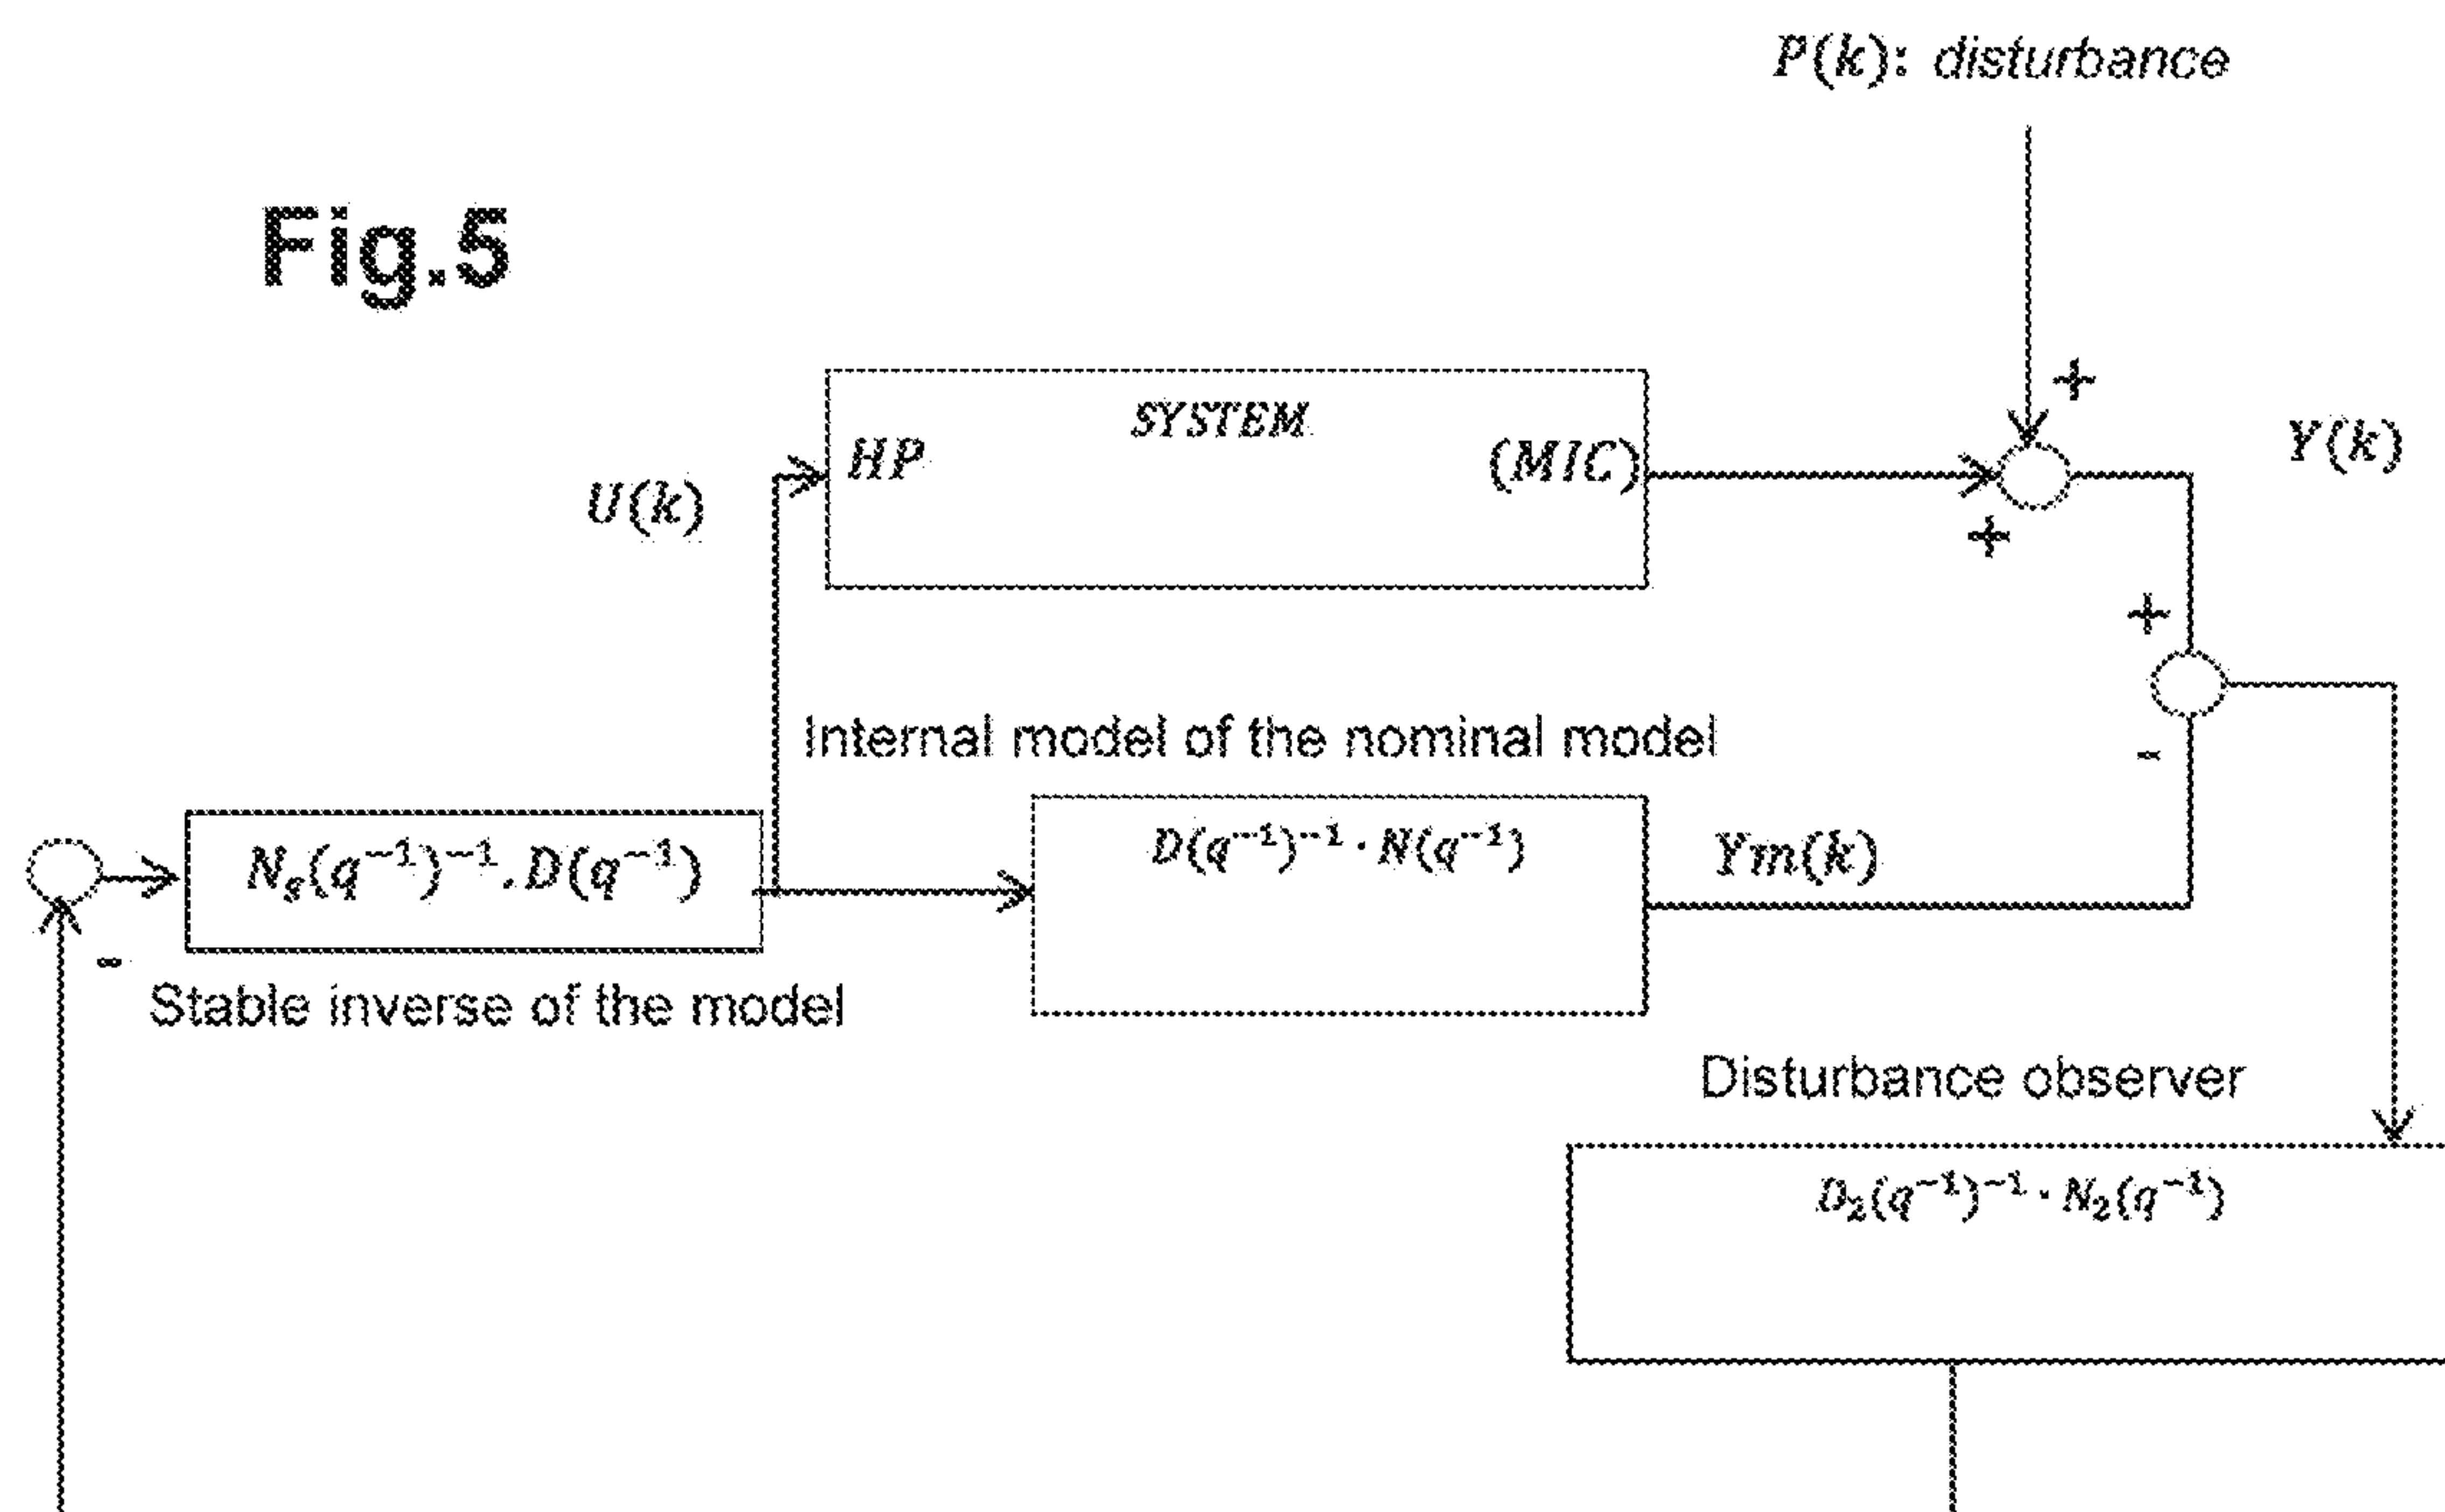 P(k): disturbance
Fig.5
SYSTEM
HP
(MIC)
Y(k)
U(k)
+
+
+
Internal model of the nominal model
-
Nₛ(q⁻¹)⁻¹.D(q⁻¹)
D(q⁻¹)⁻¹·N(q⁻¹)
Ym(k)
-
Stable inverse of the model
Disturbance observer
D₂(q⁻¹)⁻¹·N₂(q⁻¹)